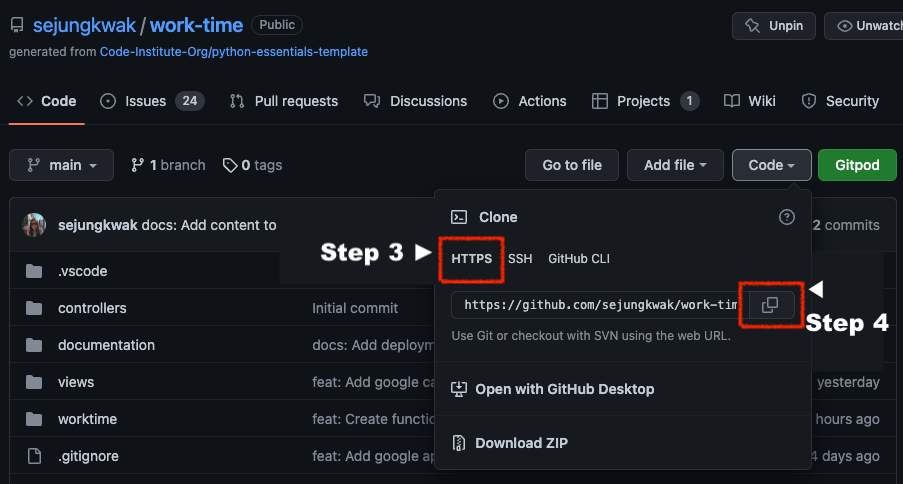 sejungkwak / work-time Public
Unpin
Unwatch
generated from Code-Institute-Org/python-essentials-template
Code
Issues 24
Pull requests
Discussions
Actions
Projects 1
Wiki
Security
main
1 branch
0 tags
Go to file
Add file
Code
Gitpod
sejungkwak docs: Add content to
2 commits
Clone
Step 3
HTTPS
SSH
GitHub CLI
https://github.com/sejungkwak/work-tim
Step 4
Use Git or checkout with SVN using the web URL.
Open with GitHub Desktop
Download ZIP
.vscode
controllers
Initial commit
documentation
docs: Add deploym
views
feat: Add google ca
yesterday
worktime
feat: Create functio
hours ago
.gitignore
feat: Add google ap
4 days ago